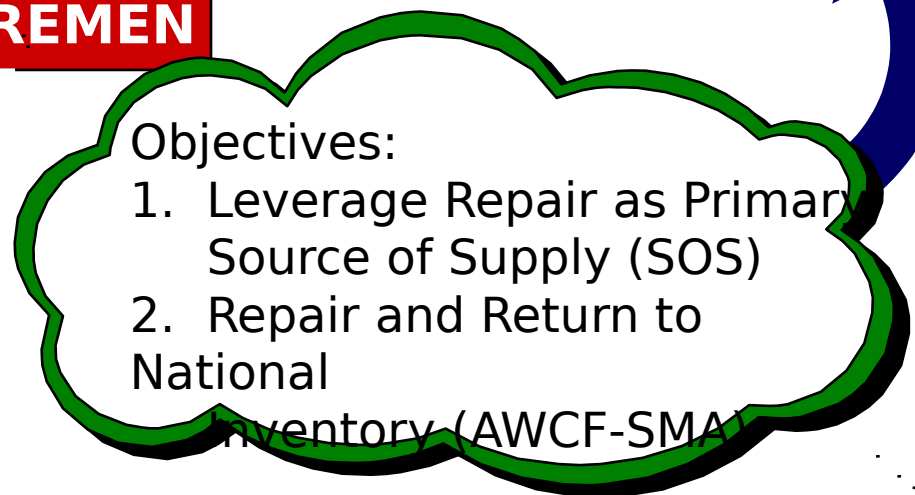 REMEN
Objectives:
1. Leverage Repair as Primary
Source of Supply (SOS)
2. Repair and Return to
National
Inventory (AWCF-SMA)